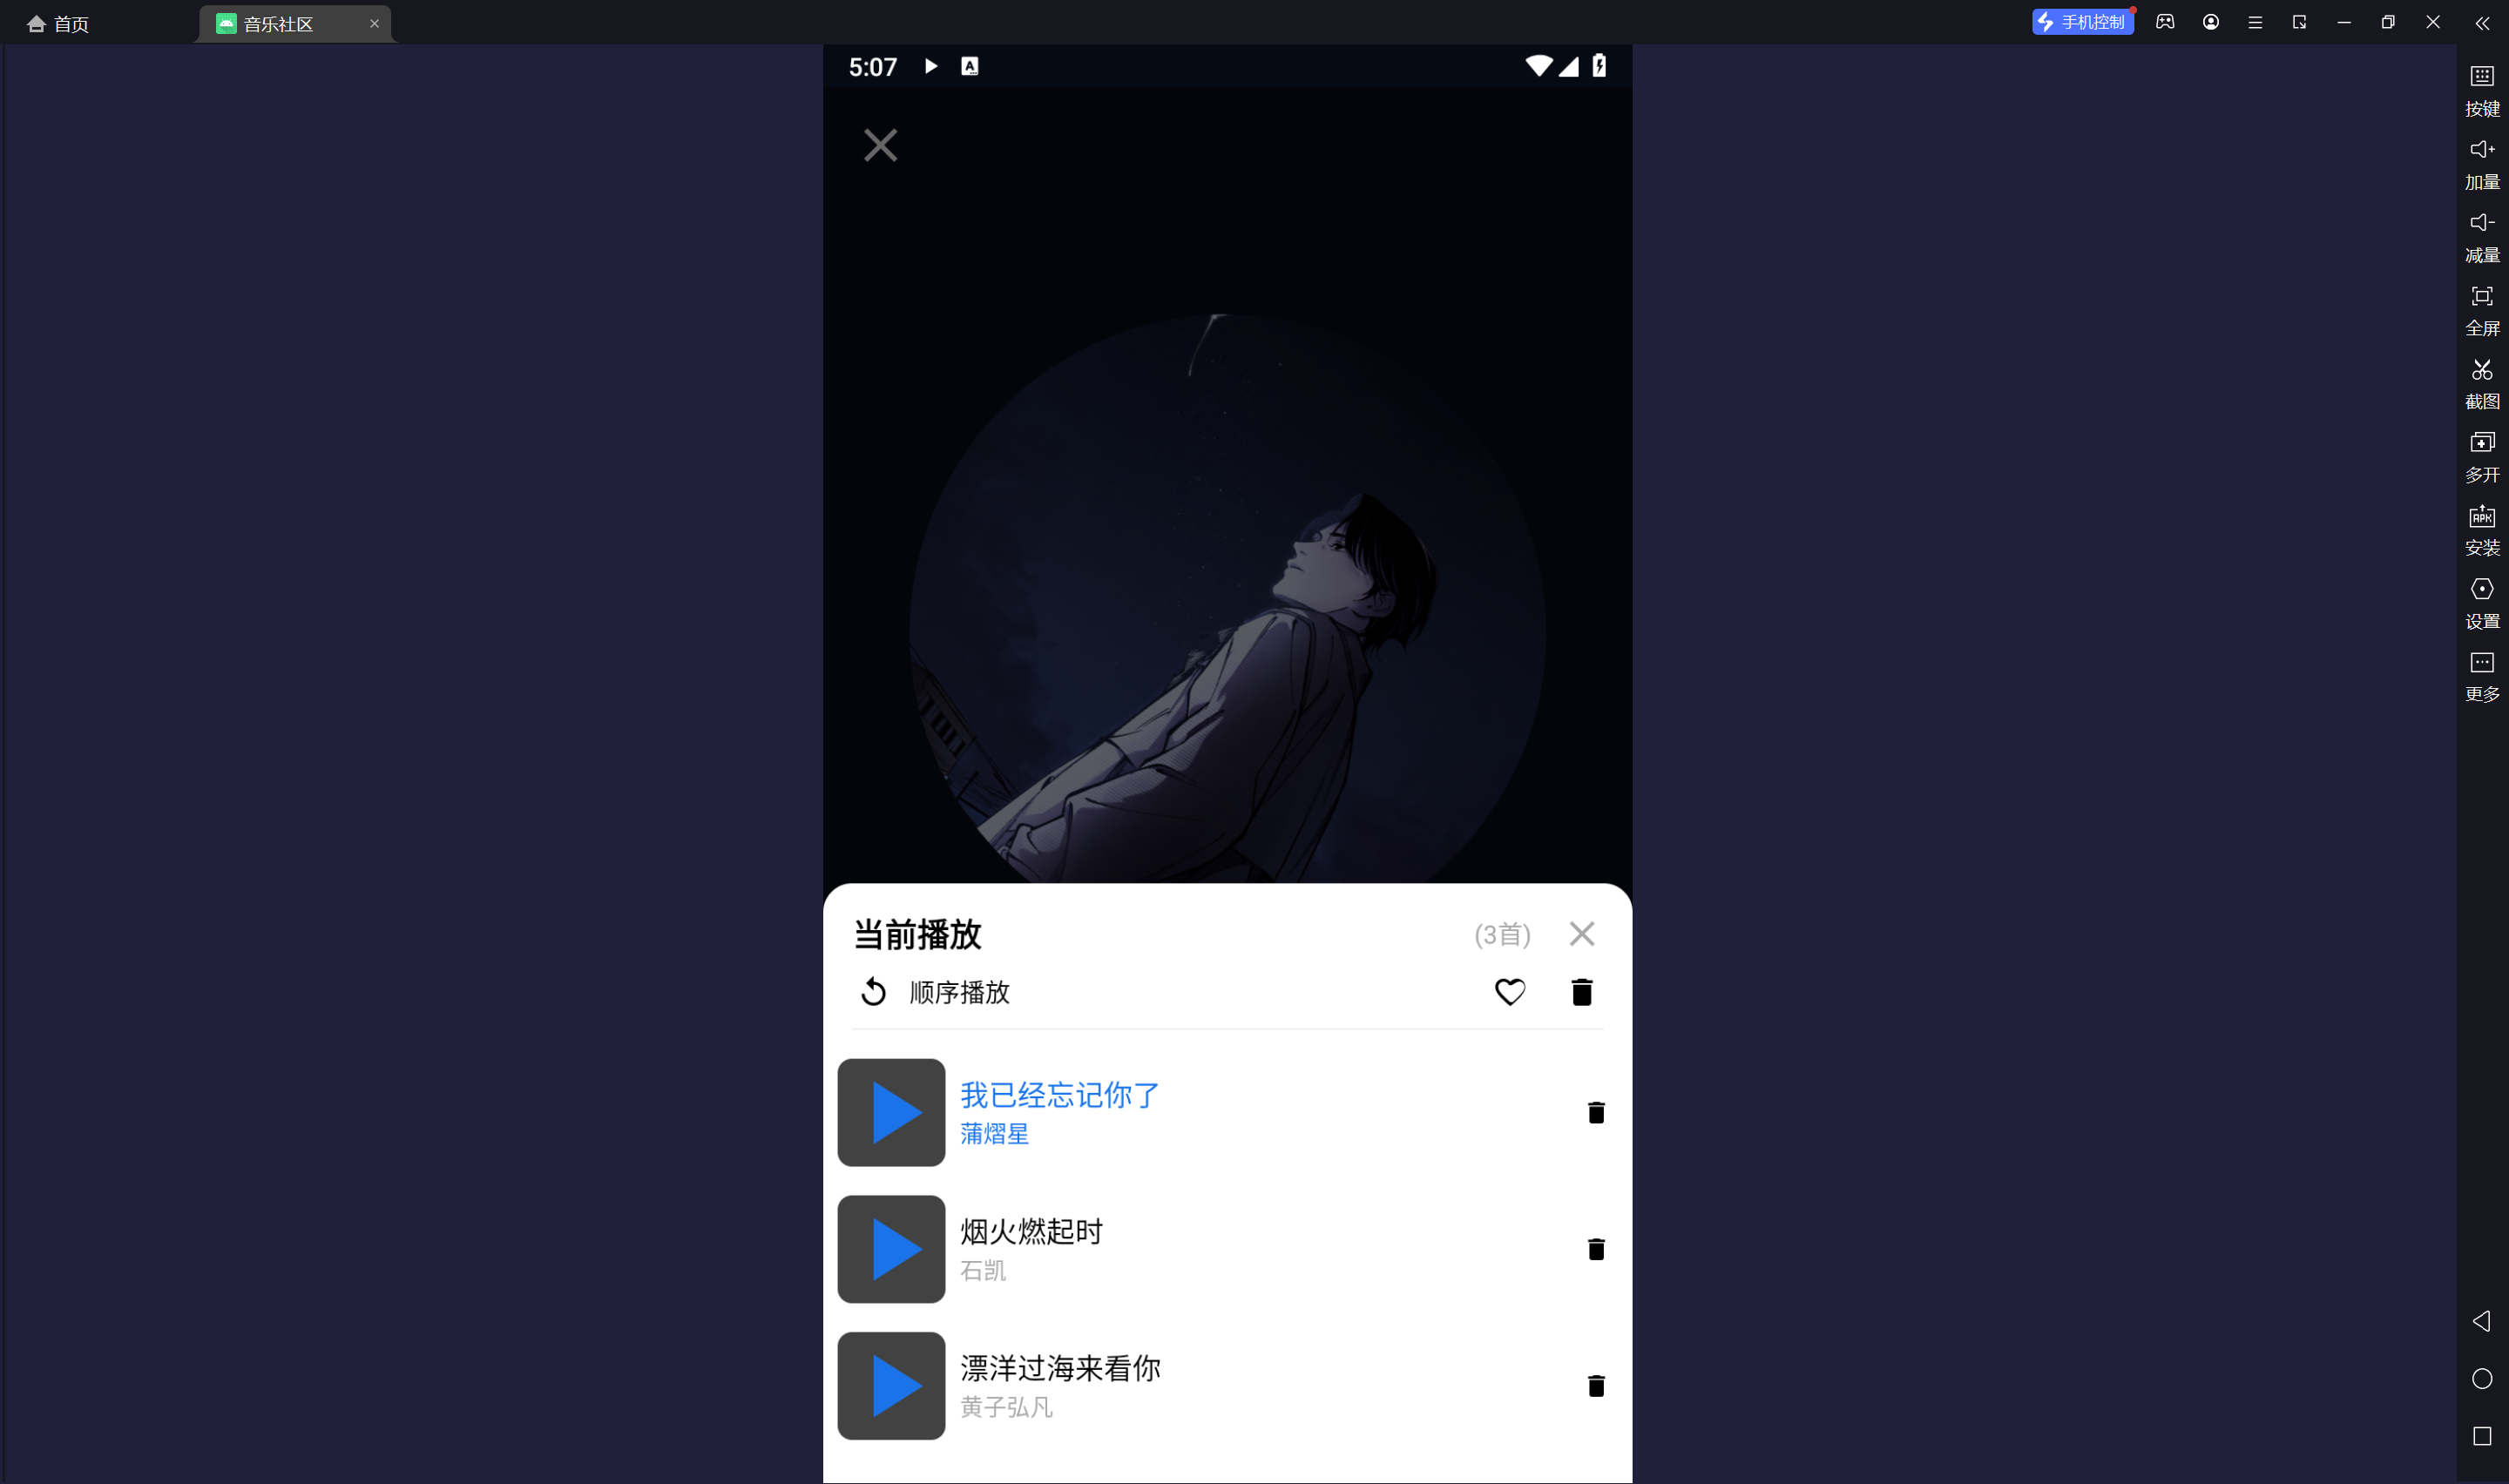 首页
音乐社区
手机控制
5:07
A
按键
加量
减量
全屏
截图
多开
APK
安装
设置
更多
当前播放
(3首)
顺序播放
我已经忘记你了
蒲熠星
烟火燃起时
石凯
漂洋过海来看你
黄子弘凡